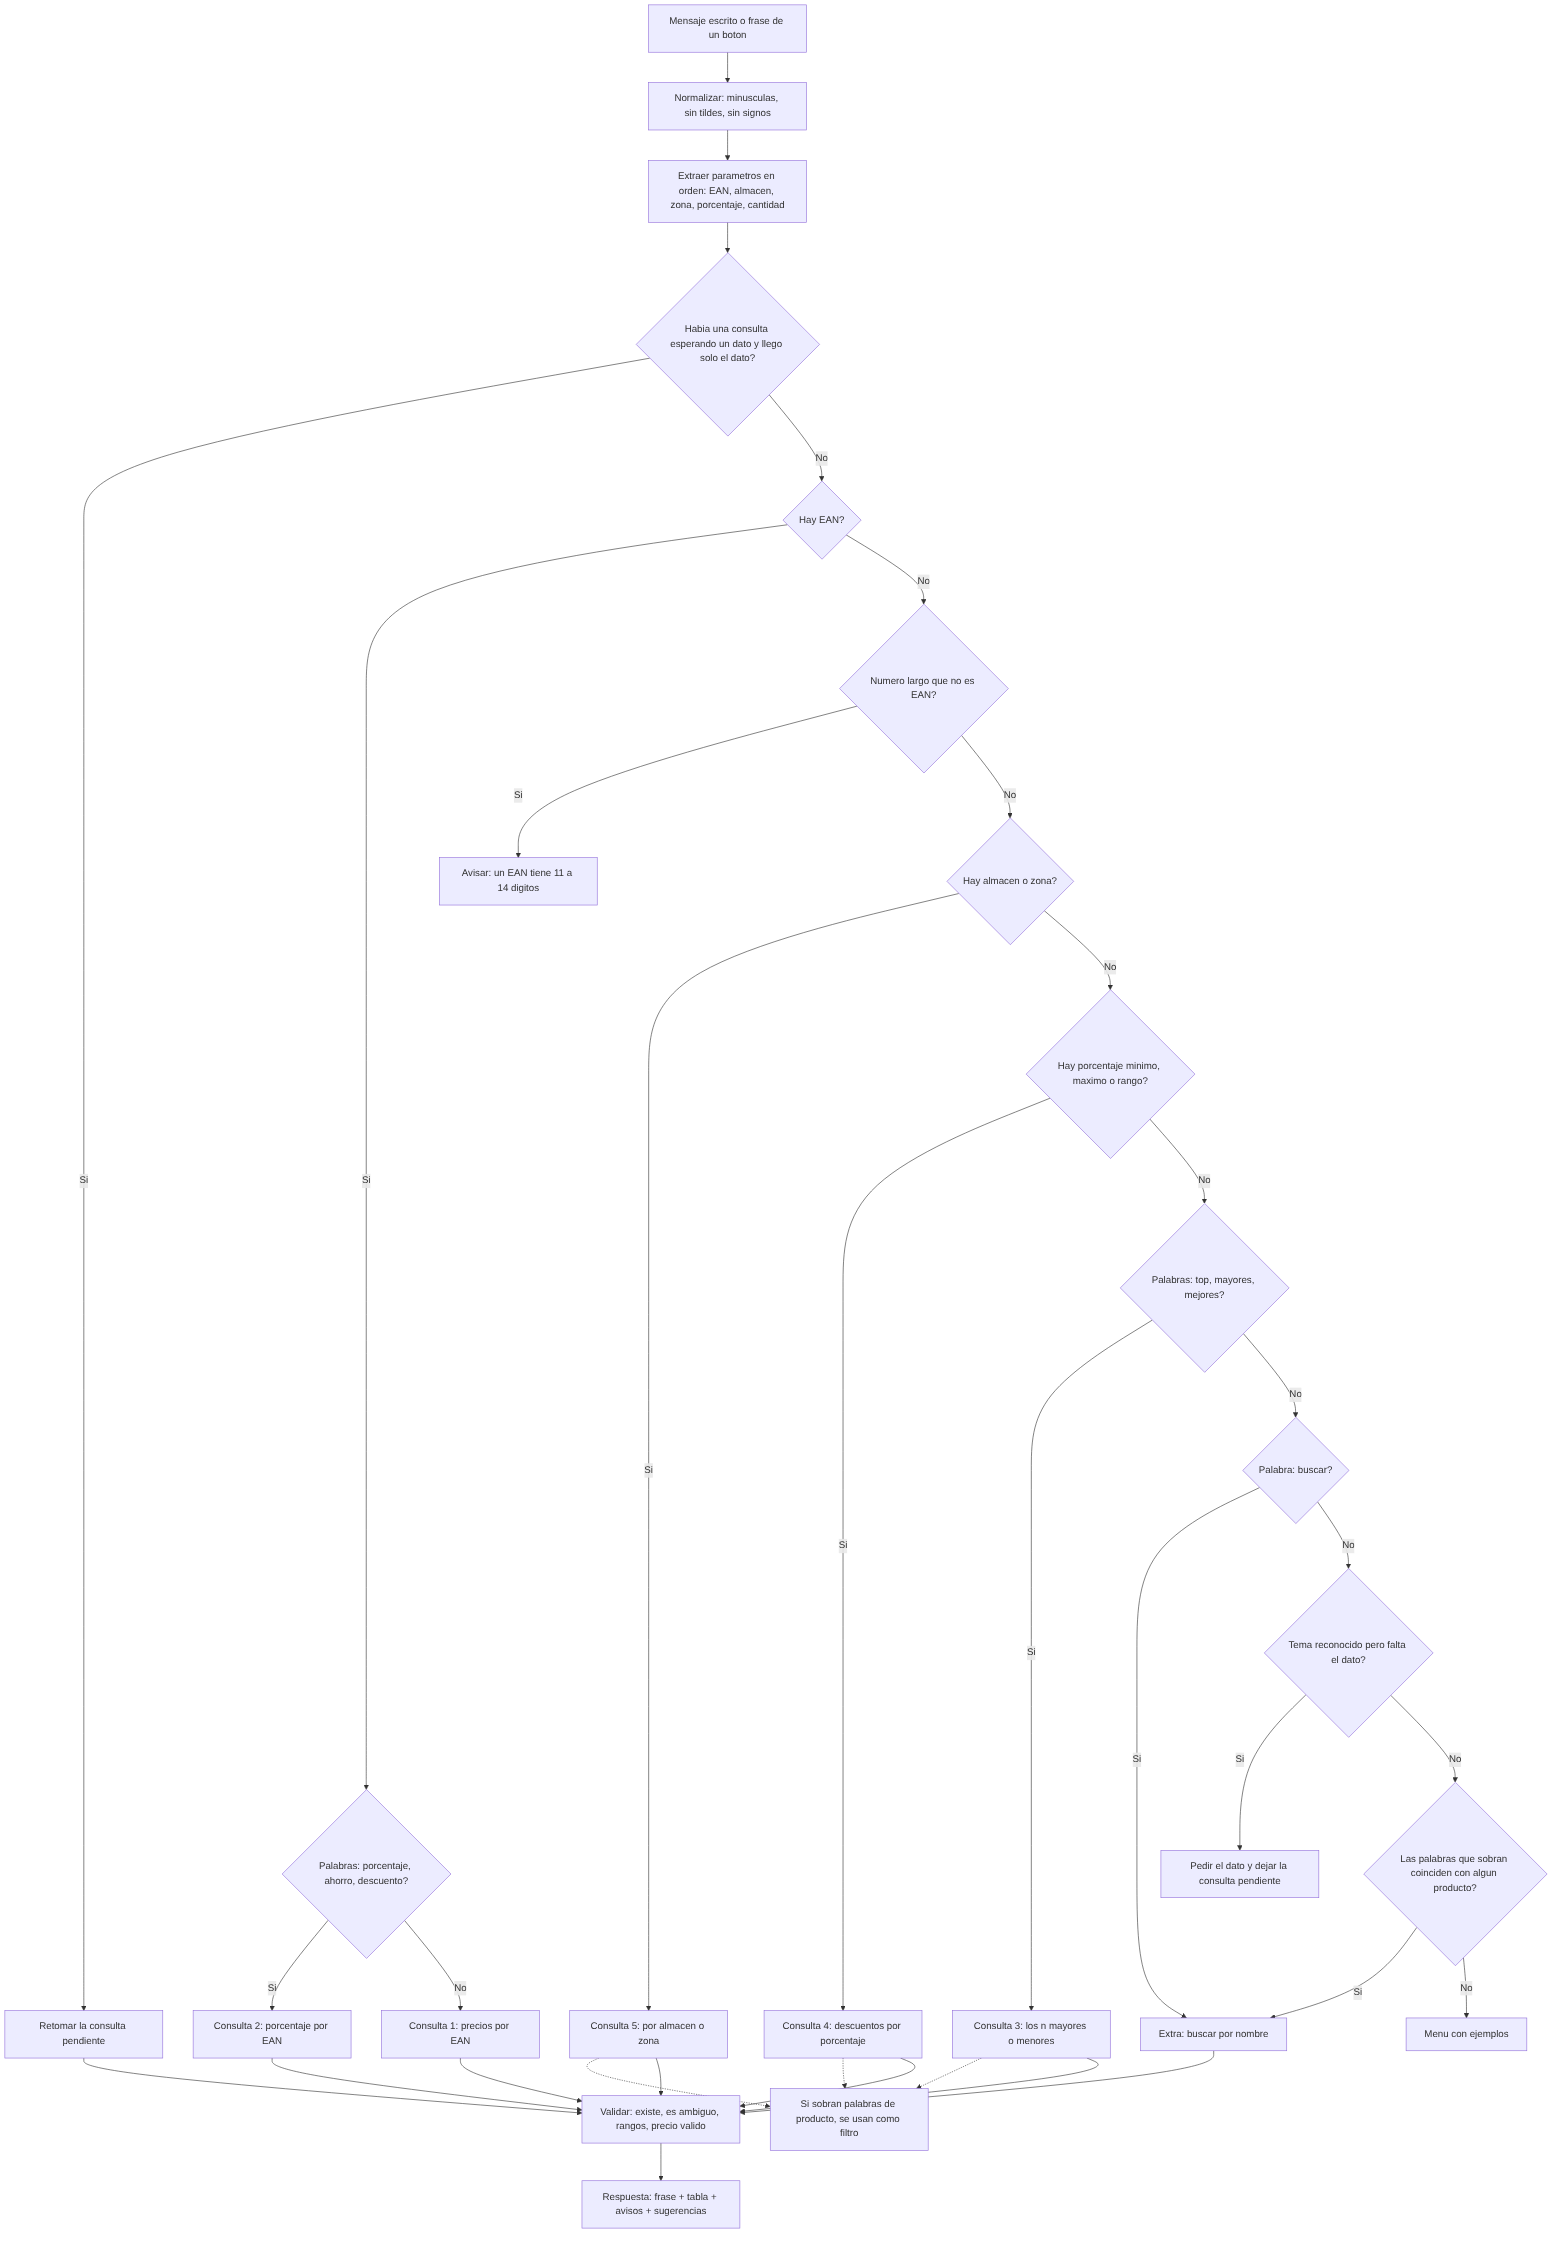 Mensaje escrito o frase de
un boton
Normalizar: minusculas,
sin tildes, sin signos
Extraer parametros en
orden: EAN, almacen,
zona, porcentaje, cantidad
Habia una consulta
esperando un dato y llego
solo el dato?
No
Hay EAN?
No
Numero largo que no es
EAN?
Si
No
Avisar: un EAN tiene 11 a
14 digitos
Hay almacen o zona?
No
Hay porcentaje minimo,
maximo o rango?
Si
Si
No
Palabras: top, mayores,
mejores?
No
Palabra: buscar?
Si
Si
No
Tema reconocido pero falta
el dato?
Si
Si
Si
No
Palabras: porcentaje,
ahorro, descuento?
Pedir el dato y dejar la
consulta pendiente
Las palabras que sobran
coinciden con algun
producto?
Si
No
Si
No
Retomar la consulta
pendiente
Consulta 2: porcentaje por
EAN
Consulta 1: precios por
EAN
Consulta 5: por almacen o
zona
Consulta 4: descuentos por
porcentaje
Consulta 3: los n mayores
o menores
Extra: buscar por nombre
Menu con ejemplos
Validar: existe, es ambiguo,
rangos, precio valido
Si sobran palabras de
producto, se usan como
filtro
Respuesta: frase + tabla +
avisos + sugerencias